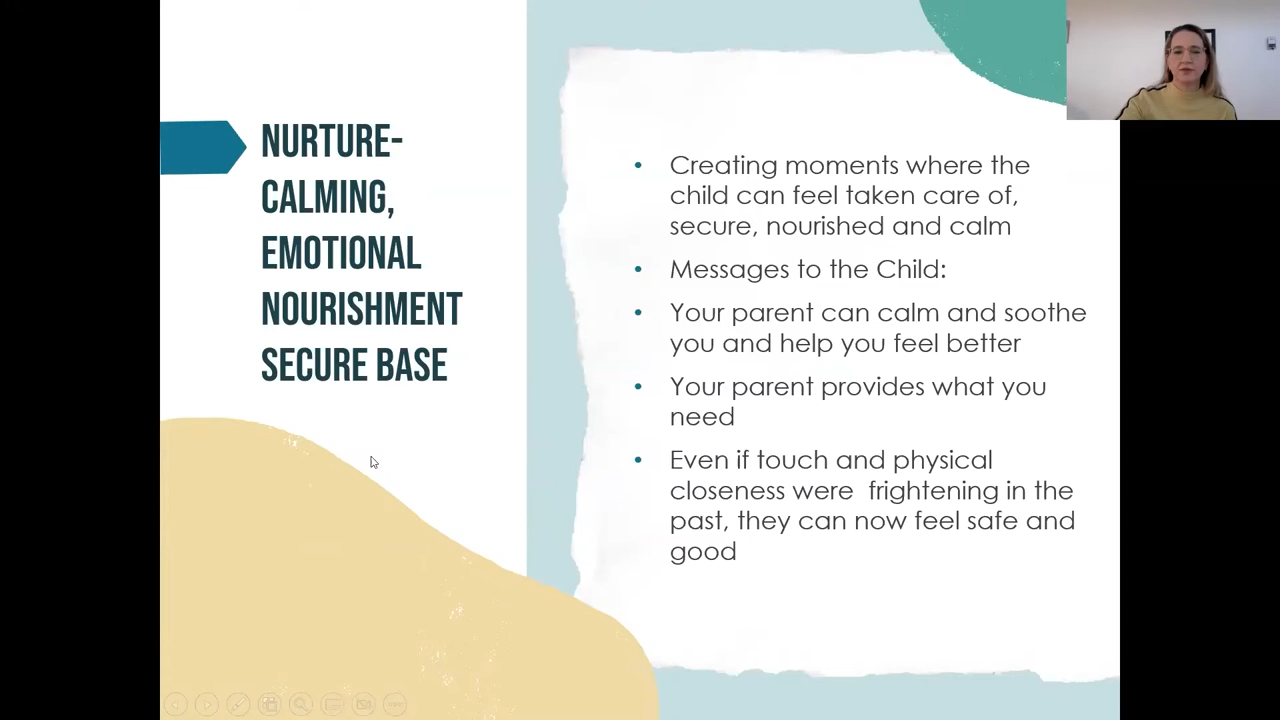 NURTURE-
CALMING,
EMOTIONAL
NOURISHMENT
SECURE BASE
• Creating moments where the
child can feel taken care of,
secure, nourished and calm
• Messages to the Child:
• Your parent can calm and soothe
you and help you feel better
• Your parent provides what you
need
• Even if touch and physical
closeness were  frightening in the
past, they can now feel safe and
good